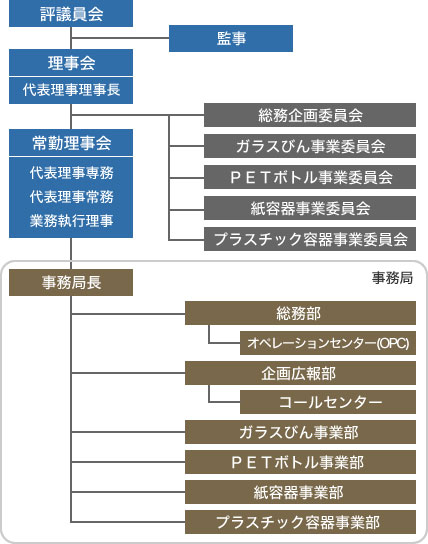 評議員会
監事
理事会
代表理事理事長
総務企画委員会
ガラスびん事業委員会
ＰＥＴボトル事業委員会
紙容器事業委員会
プラスチック容器事業委員会
常勤理事会
代表理事専務
代表理事常務
業務執行理事
事務局
事務局長
総務部
オペレーションセンター(OPC)
企画広報部
コールセンター
ガラスびん事業部
ＰＥＴボトル事業部
紙容器事業部
プラスチック容器事業部